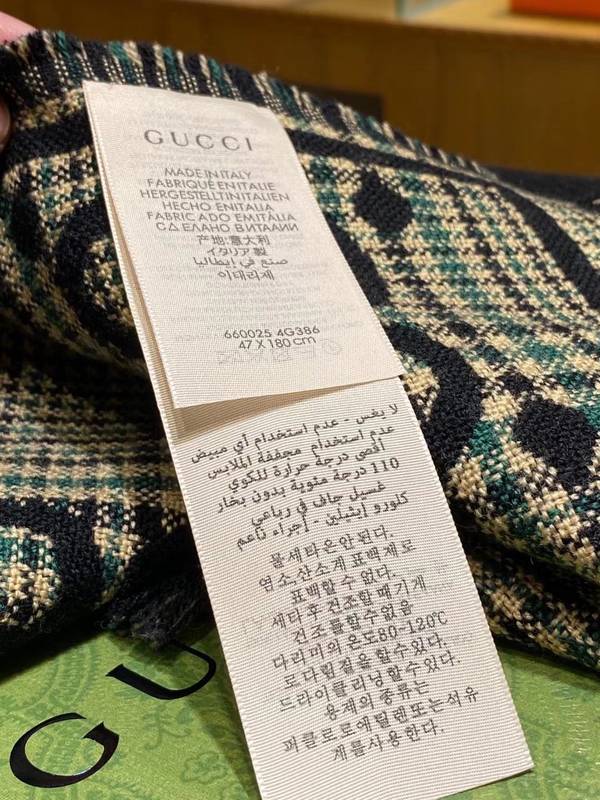 GUCCI
MADE IN ITALY
FABRIQUÉ EN ITALIE
HERGESTELLT IN ITALIEN
HECHO EN ITALIA
FABRICADO EM ITÀLIA
СДЕЛАНО В ИТАЛИИ
产地:意大利
イタリア製
صنع في إيطاليا
이태리제
660025 4G386
47 X 180 cm
لا يغسل - عدم استخدام أي مبيض
عدم استخدام مجففة الملابس
أقصى درجة حرارة للكوي
110 درجة مئوية بدون بخار
غسيل جاف في رباعي
كلورو إيثيلين - إجراء ناعم
물세탁은안된다.
염소,산소계 표백제로
표백할수 없다.
세탁후 건조할 때기계
건조를할수없음
다리미의 온도80-120℃
로다림질을 할수있다.
드라이클리닝할수있다.
용제의 종류는
퍼클로로에틸렌또는석유
계를사용한다.
GU